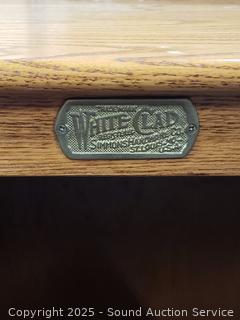 WHITE CLAD
SIMMONS HARDWARE CO.
ST. LOUIS
Copyright 2025 - Sound Auction Service